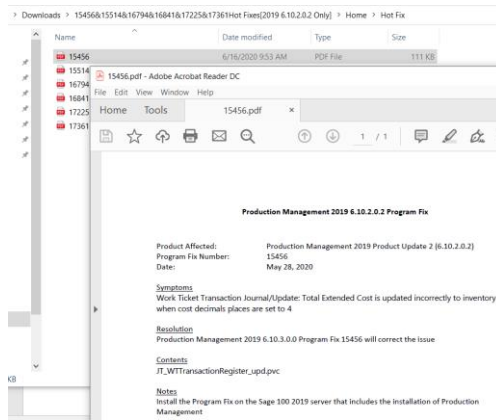 > Downloads > 15456&15514&16794&16841&17225&17361Hot Fixes(2019 6.10.2.0.2 Only) > Home > Hot Fix
Name Date modified Type Size
15456 6/16/2020 9:53 AM PDF File 111 KB
15514
16794
16841
17225
17361
15456.pdf - Adobe Acrobat Reader DC
File Edit View Window Help
Home Tools 15456.pdf ×
1 / 1
Production Management 2019 6.10.2.0.2 Program Fix
Product Affected: Production Management 2019 Product Update 2 (6.10.2.0.2)
Program Fix Number: 15456
Date: May 28, 2020
Symptoms
Work Ticket Transaction Journal/Update: Total Extended Cost is updated incorrectly to inventory
when cost decimals places are set to 4
Resolution
Production Management 2019 6.10.3.0.0 Program Fix 15456 will correct the issue
Contents
JT_WTTransactionRegister_upd.pvc
Notes
Install the Program Fix on the Sage 100 2019 server that includes the installation of Production
Management
KB